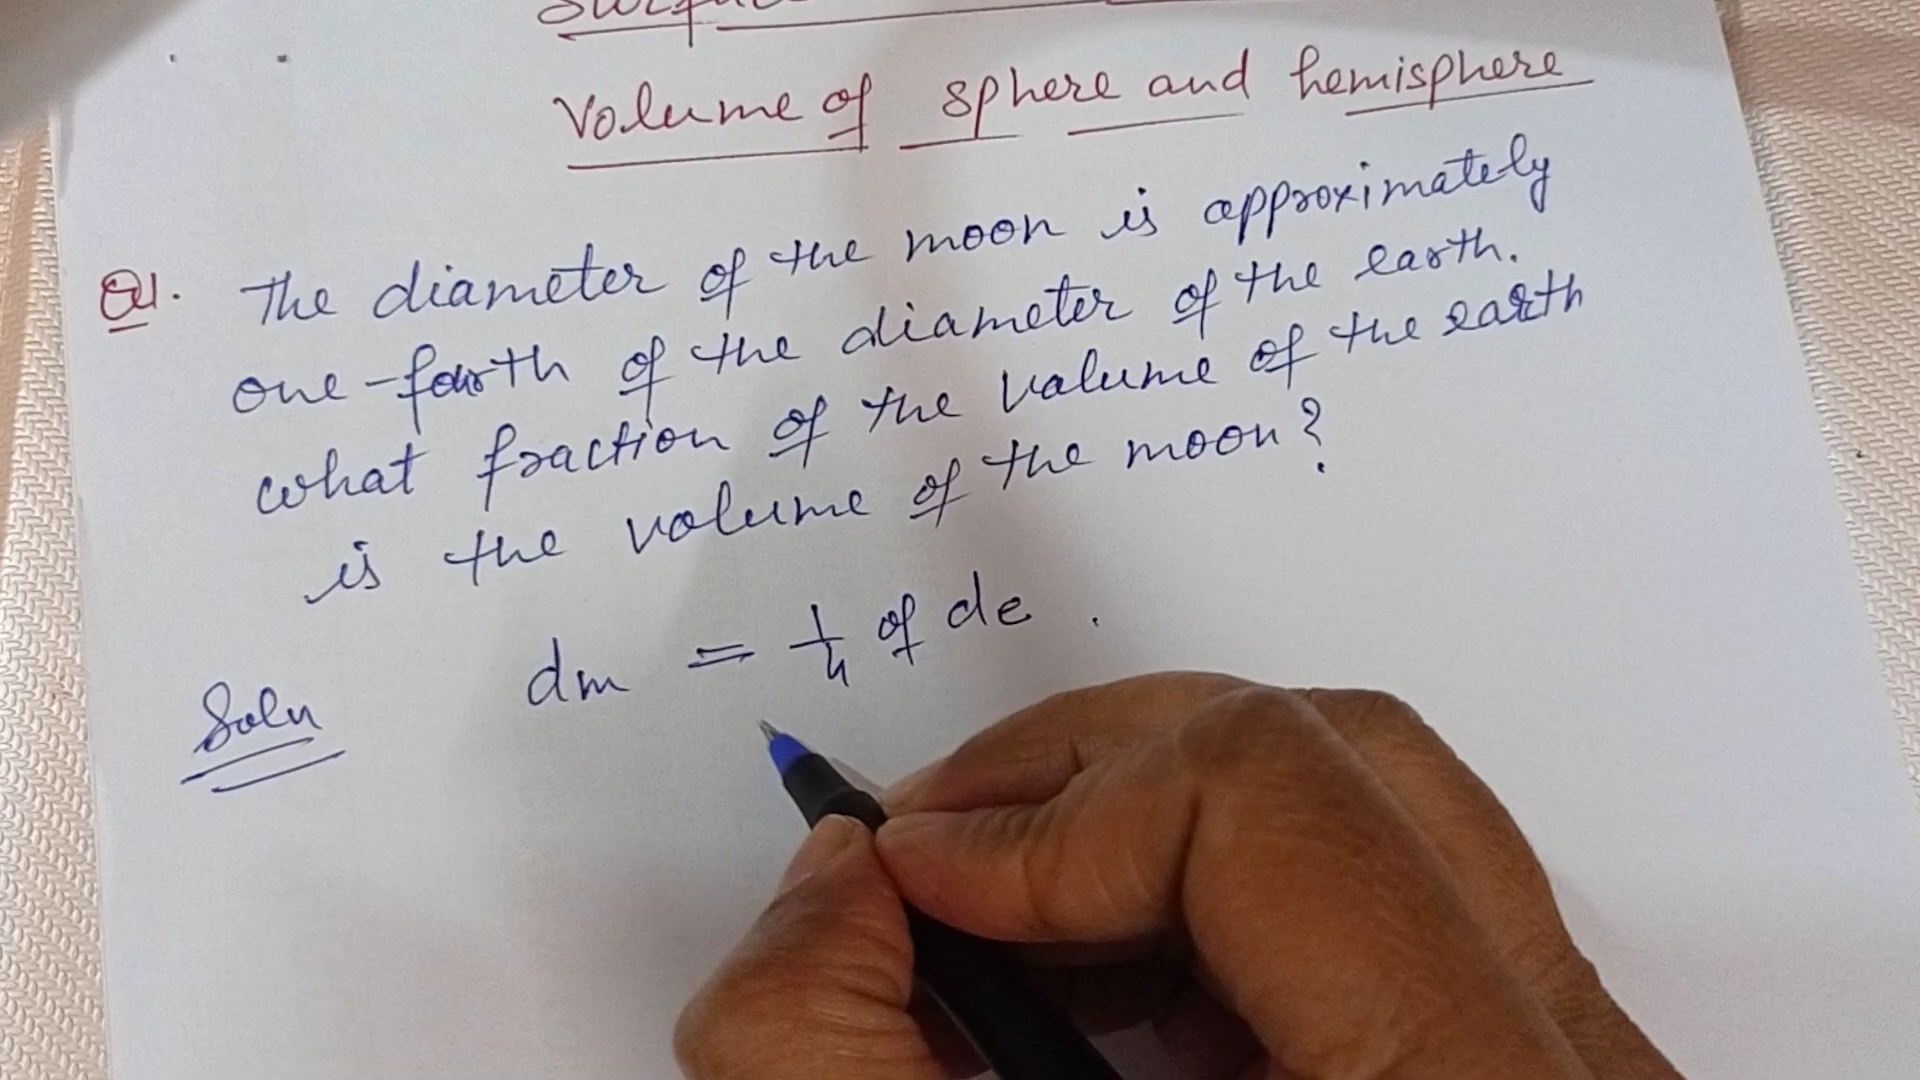 Volume of sphere and hemisphere
Q1. The diameter of the moon is approximately
one-fourth of the diameter of the earth.
what fraction of the volume of the earth
is the volume of the moon?
Soln dm = 1/4 of de .